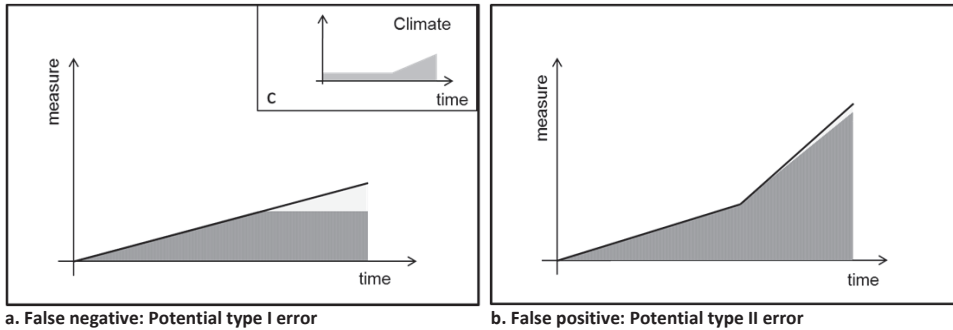 Climate
measure
C
time
time
a. False negative: Potential type I error
measure
time
b. False positive: Potential type II error